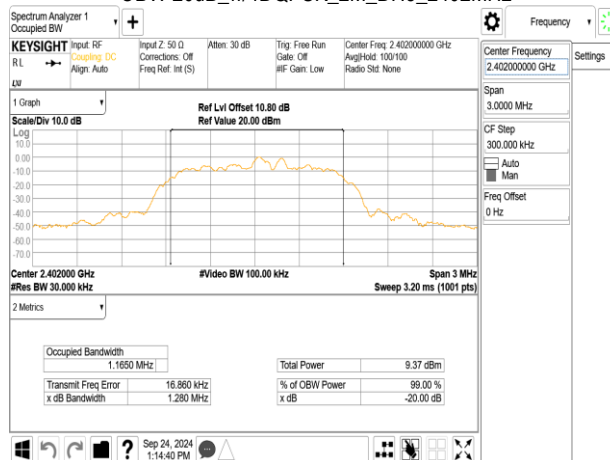 Spectrum Analyzer 1
Occupied BW
Frequency
KEYSIGHT
Input: RF
Coupling: DC
Align: Auto
Input Z: 50 Ω
Corrections: Off
Freq Ref: Int (S)
Atten: 30 dB
Trig: Free Run
Gate: Off
#IF Gain: Low
Center Freq: 2.402000000 GHz
Avg|Hold: 100/100
Radio Std: None
RL
LXI
Center Frequency
2.402000000 GHz
Settings
Span
3.0000 MHz
CF Step
300.000 kHz
Auto
Man
Freq Offset
0 Hz
1 Graph
Scale/Div 10.0 dB
Ref Lvl Offset 10.80 dB
Ref Value 20.00 dBm
Log
10.0
0.00
-10.0
-20.0
-30.0
-40.0
-50.0
-60.0
-70.0
Center 2.402000 GHz
#Video BW 100.00 kHz
Span 3 MHz
#Res BW 30.000 kHz
Sweep 3.20 ms (1001 pts)
2 Metrics
Occupied Bandwidth
1.1650 MHz
Total Power 9.37 dBm
Transmit Freq Error 16.860 kHz
% of OBW Power 99.00 %
x dB Bandwidth 1.280 MHz
x dB -20.00 dB
Sep 24, 2024
1:14:40 PM